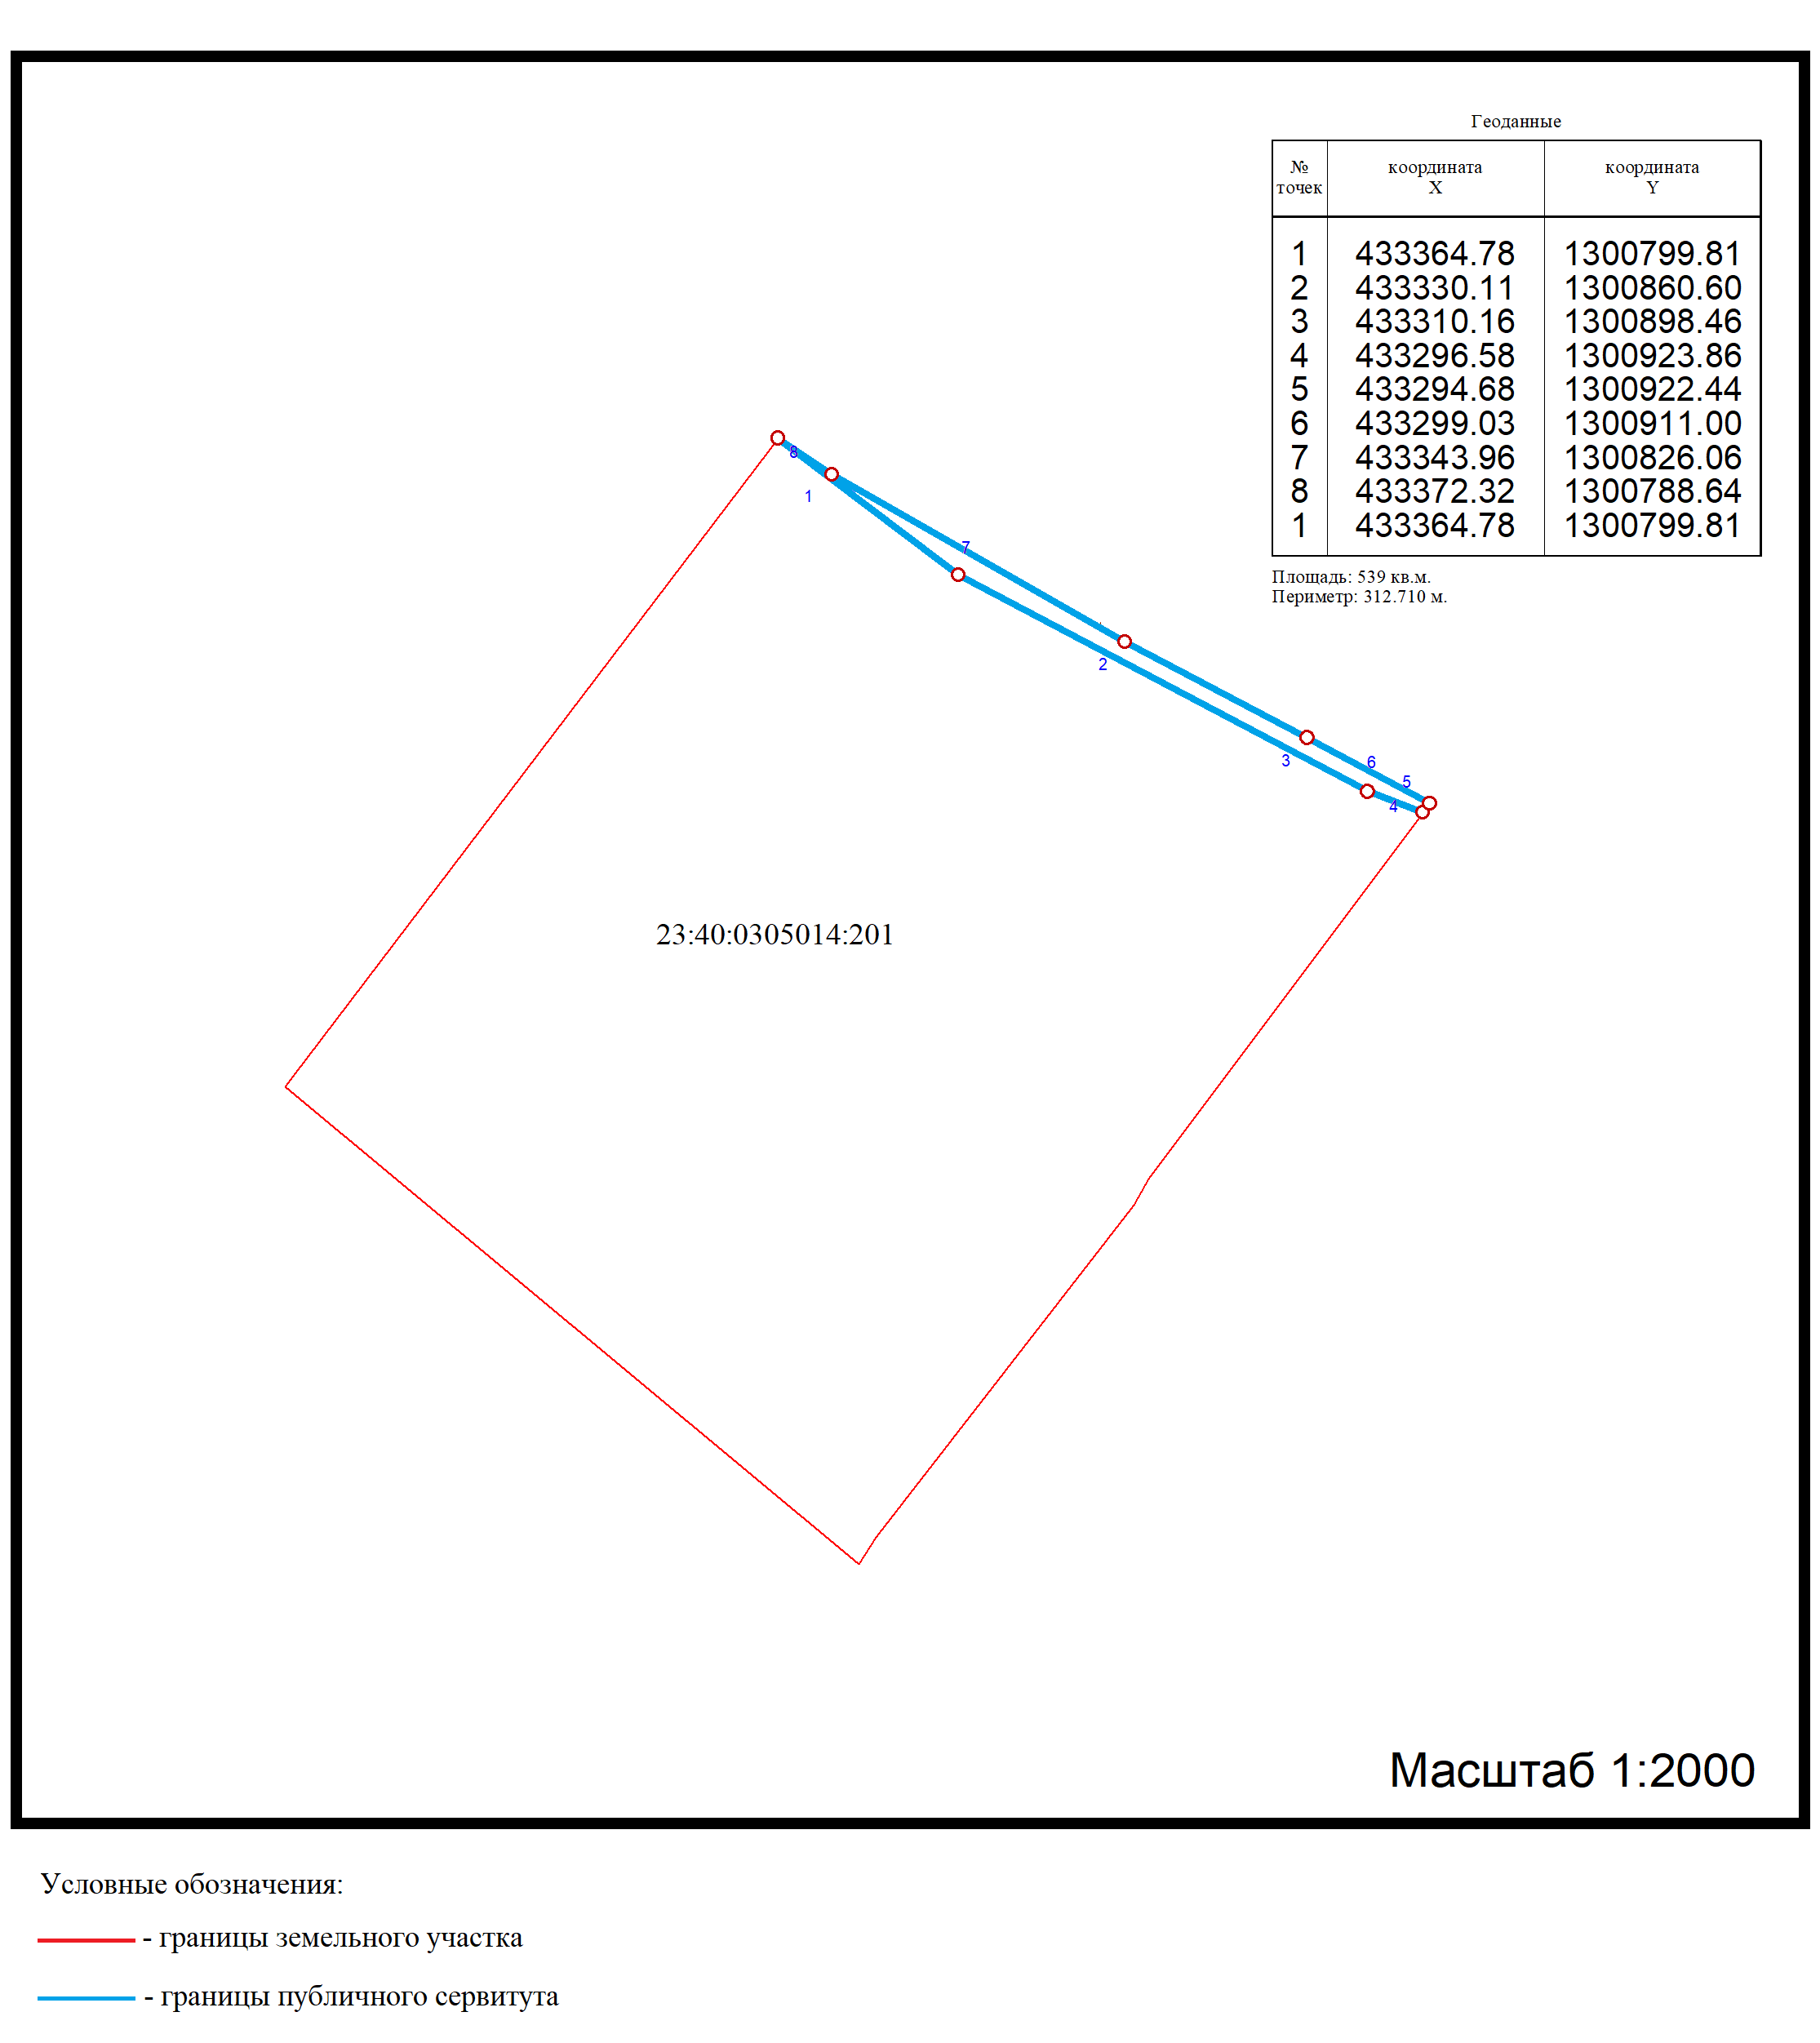 Геоданные
№ точек координата X координата Y
1 433364.78 1300799.81
2 433330.11 1300860.60
3 433310.16 1300898.46
4 433296.58 1300923.86
5 433294.68 1300922.44
6 433299.03 1300911.00
7 433343.96 1300826.06
8 433372.32 1300788.64
1 433364.78 1300799.81
Площадь: 539 кв.м.
Периметр: 312.710 м.
8
1
7
2
3
6
5
4
23:40:0305014:201
Масштаб 1:2000
Условные обозначения:
- границы земельного участка
- границы публичного сервитута